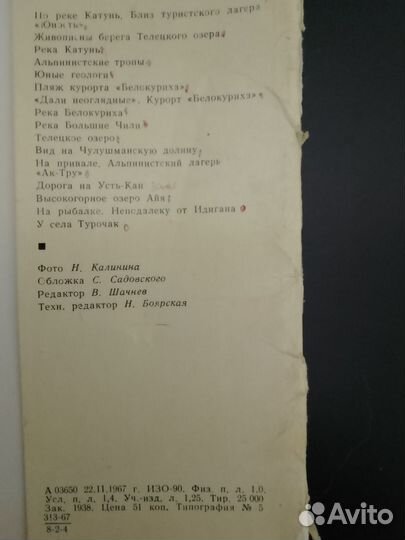 По реке Катунь, Близ туристского лагеря
«Юность»
Живописны берега Телецкого озера
Река Катунь
Альпинистские тропы
Юные геологи
Пляж курорта «Белокуриха»
«Дали неоглядные». Курорт «Белокуриха»
Река Белокуриха
Река Большие Чили
Телецкое озеро
Вид на Чулушманскую долину
На привале. Альпинистский лагерь
«Ак-Тру»
Дорога на Усть-Кан
Высокогорное озеро Айя
На рыбалке. Неподалеку от Идигана
У села Турочак
Фото Н. Калинина
Обложка С. Садовского
Редактор В. Шачнев
Техн. редактор Н. Боярская
А 03650 22.II.1967 г. ИЗО-90. Физ. п. л. 1,0.
Усл. п. л. 1,4. Уч.-изд. л. 1,25. Тир. 25 000
Зак. 1938. Цена 51 коп. Типография № 5
313-67
8-2-4
Avito